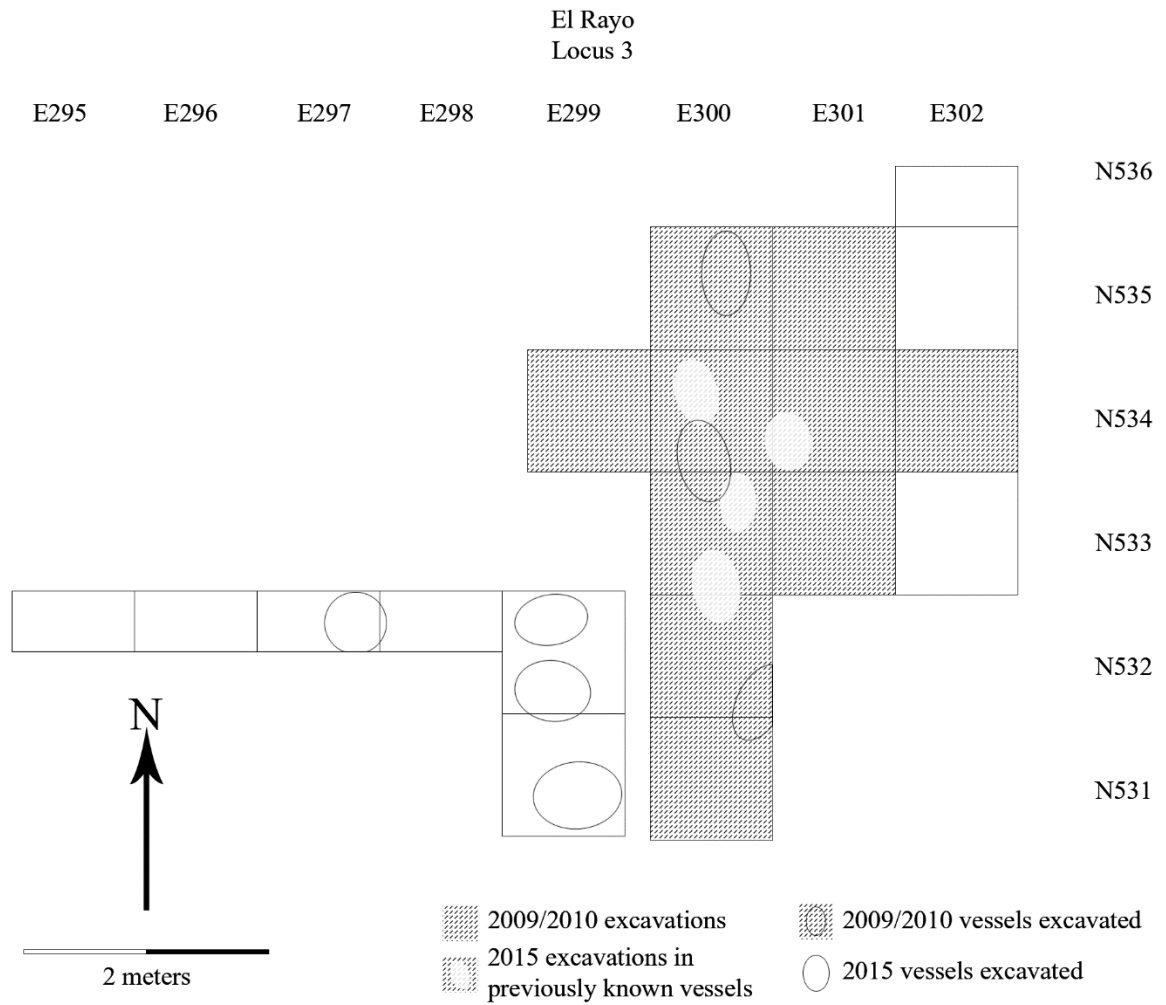 El Rayo
Locus 3
E295 E296 E297 E298 E299 E300 E301 E302
N536
N535
N534
N533
N532
N531
N
2 meters
2009/2010 excavations
2015 excavations in
previously known vessels
2009/2010 vessels excavated
2015 vessels excavated